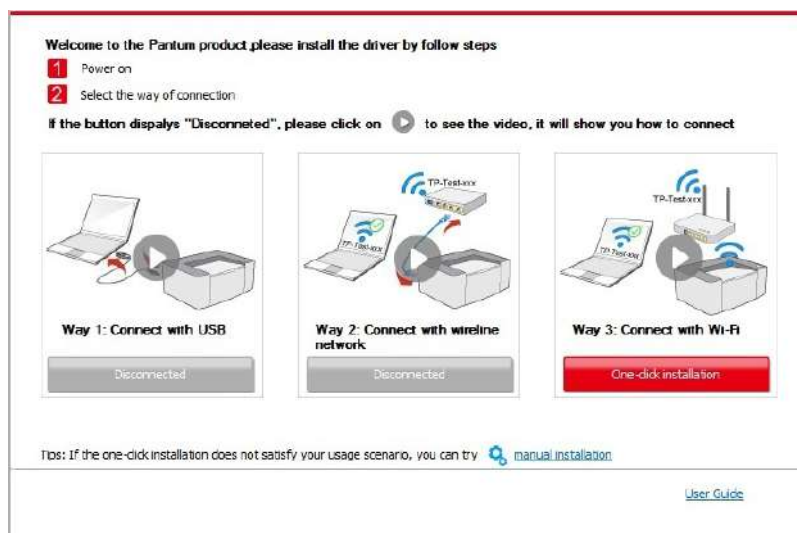 Welcome to the Pantum product,please install the driver by follow steps
1 Power on
2 Select the way of connection
If the button dispalys "Disconneted", please click on to see the video, it will show you how to connect
TP-Test-xxx
TP-Test-xxx
TP-Test-xxx
TP-Test-xxx
Way 1: Connect with USB
Way 2: Connect with wireline
network
Way 3: Connect with Wi-Fi
Disconnected
Disconnected
One-click installation
Tips: If the one-click installation does not satisfy your usage scenario, you can try manual installation
User Guide